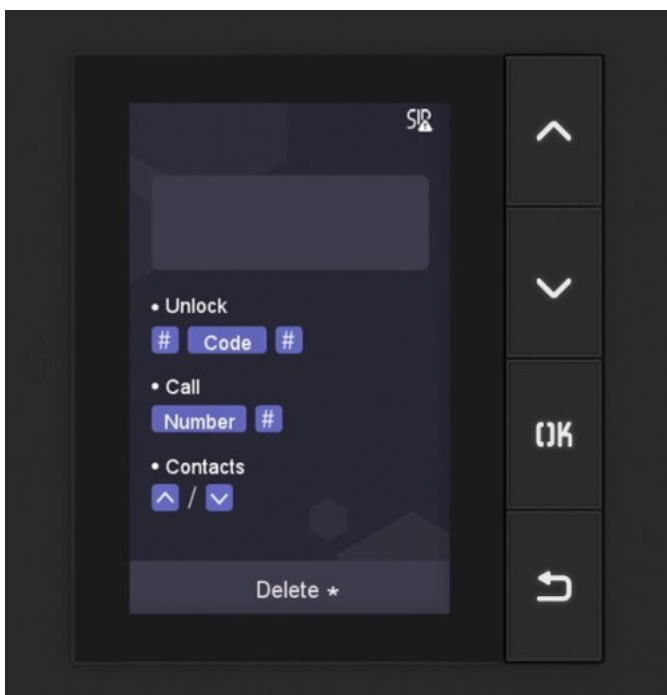 SIP
• Unlock
# Code #
• Call
Number #
• Contacts
/
Delete *
OK